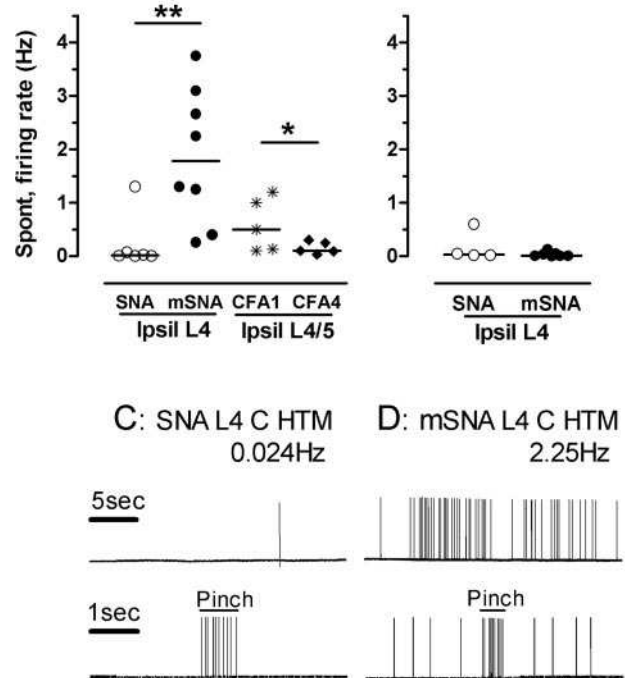 **
*
Spont, firing rate (Hz)
4
3
2
1
0
SNA mSNA CFA1 CFA4
Ipsil L4 Ipsil L4/5
4
3
2
1
0
SNA mSNA
Ipsil L4
C: SNA L4 C HTM
0.024Hz
5sec
1sec
Pinch
D: mSNA L4 C HTM
2.25Hz
Pinch